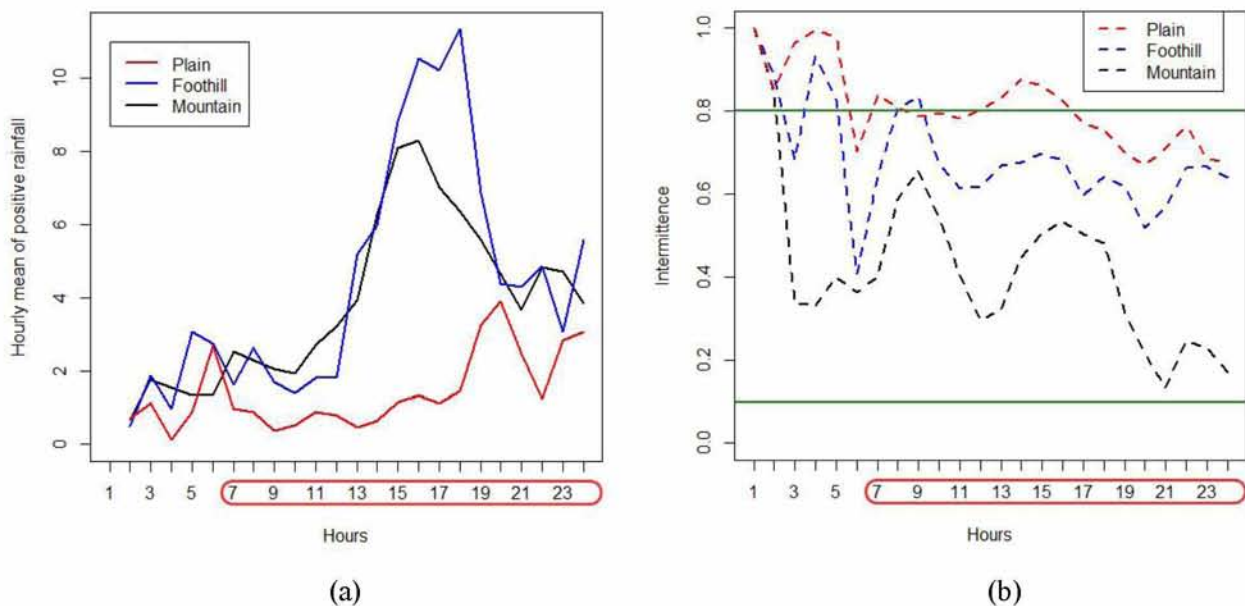 Plain
Foothill
Mountain
Hourly mean of positive rainfall
0 2 4 6 8 10
1 3 5 7 9 11 13 15 17 19 21 23
Hours
(a)
Plain
Foothill
Mountain
Intermittence
0.0 0.2 0.4 0.6 0.8 1.0
1 3 5 7 9 11 13 15 17 19 21 23
Hours
(b)